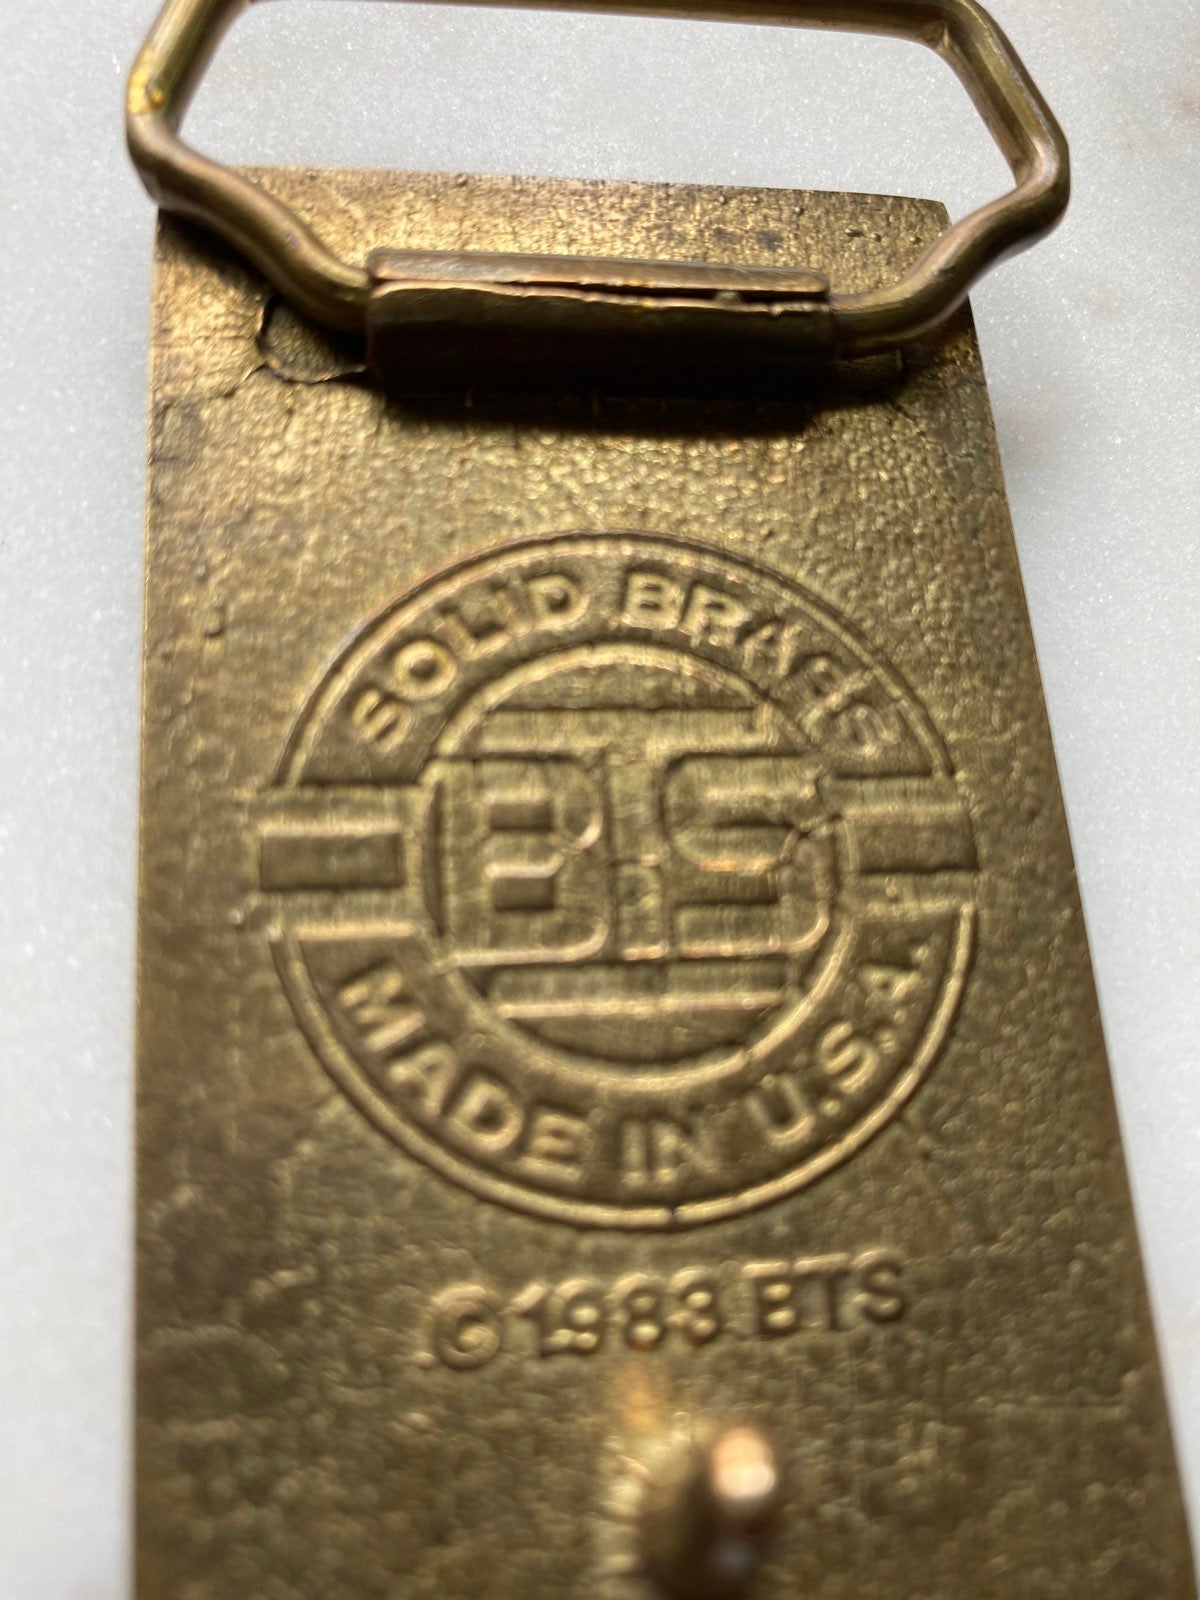 SOLID BRASS
BTS
MADE IN U.S.A.
© 1983 BTS